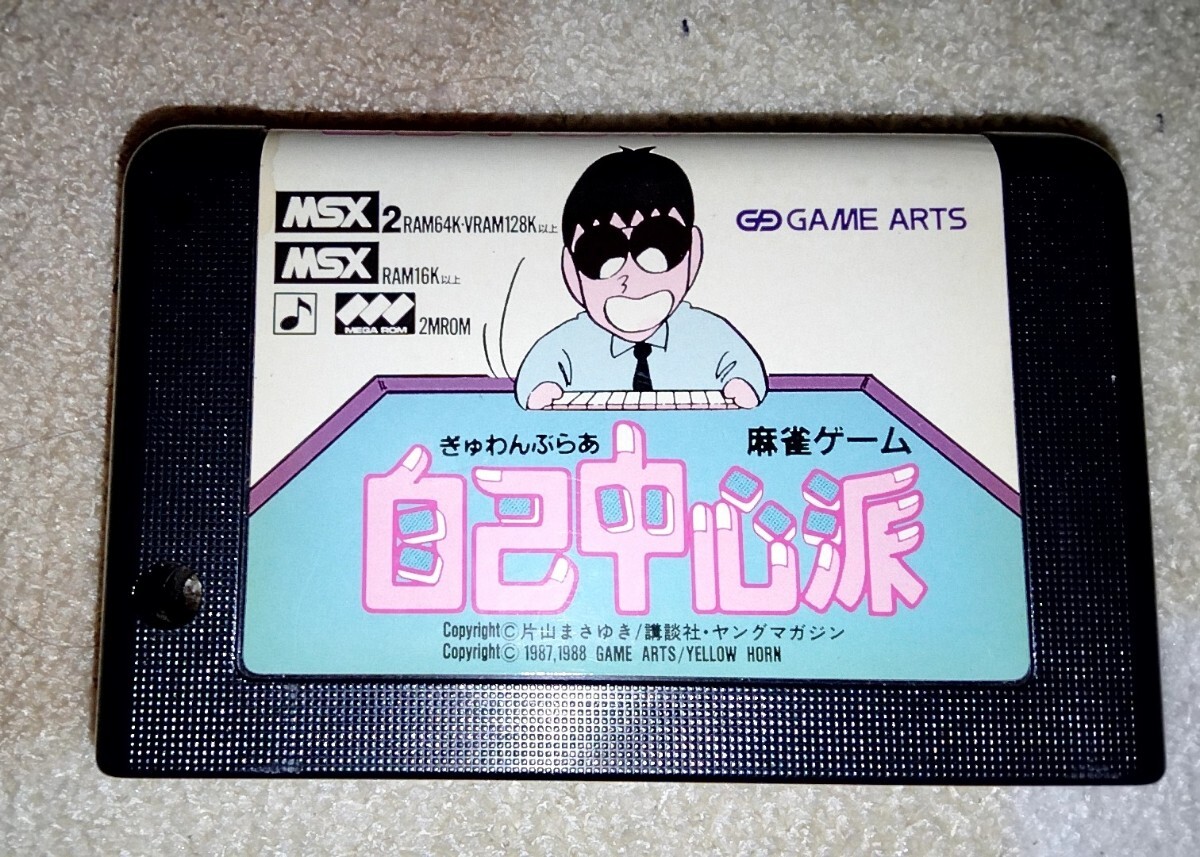 MSX 2 RAM64K・VRAM128K以上
MSX RAM16K以上
MEGA ROM 2MROM
GAME ARTS
ぎゅわんぶらあ
麻雀ゲーム
自己中心派
Copyright© 片山まさゆき/講談社・ヤングマガジン
Copyright© 1987,1988 GAME ARTS/YELLOW HORN